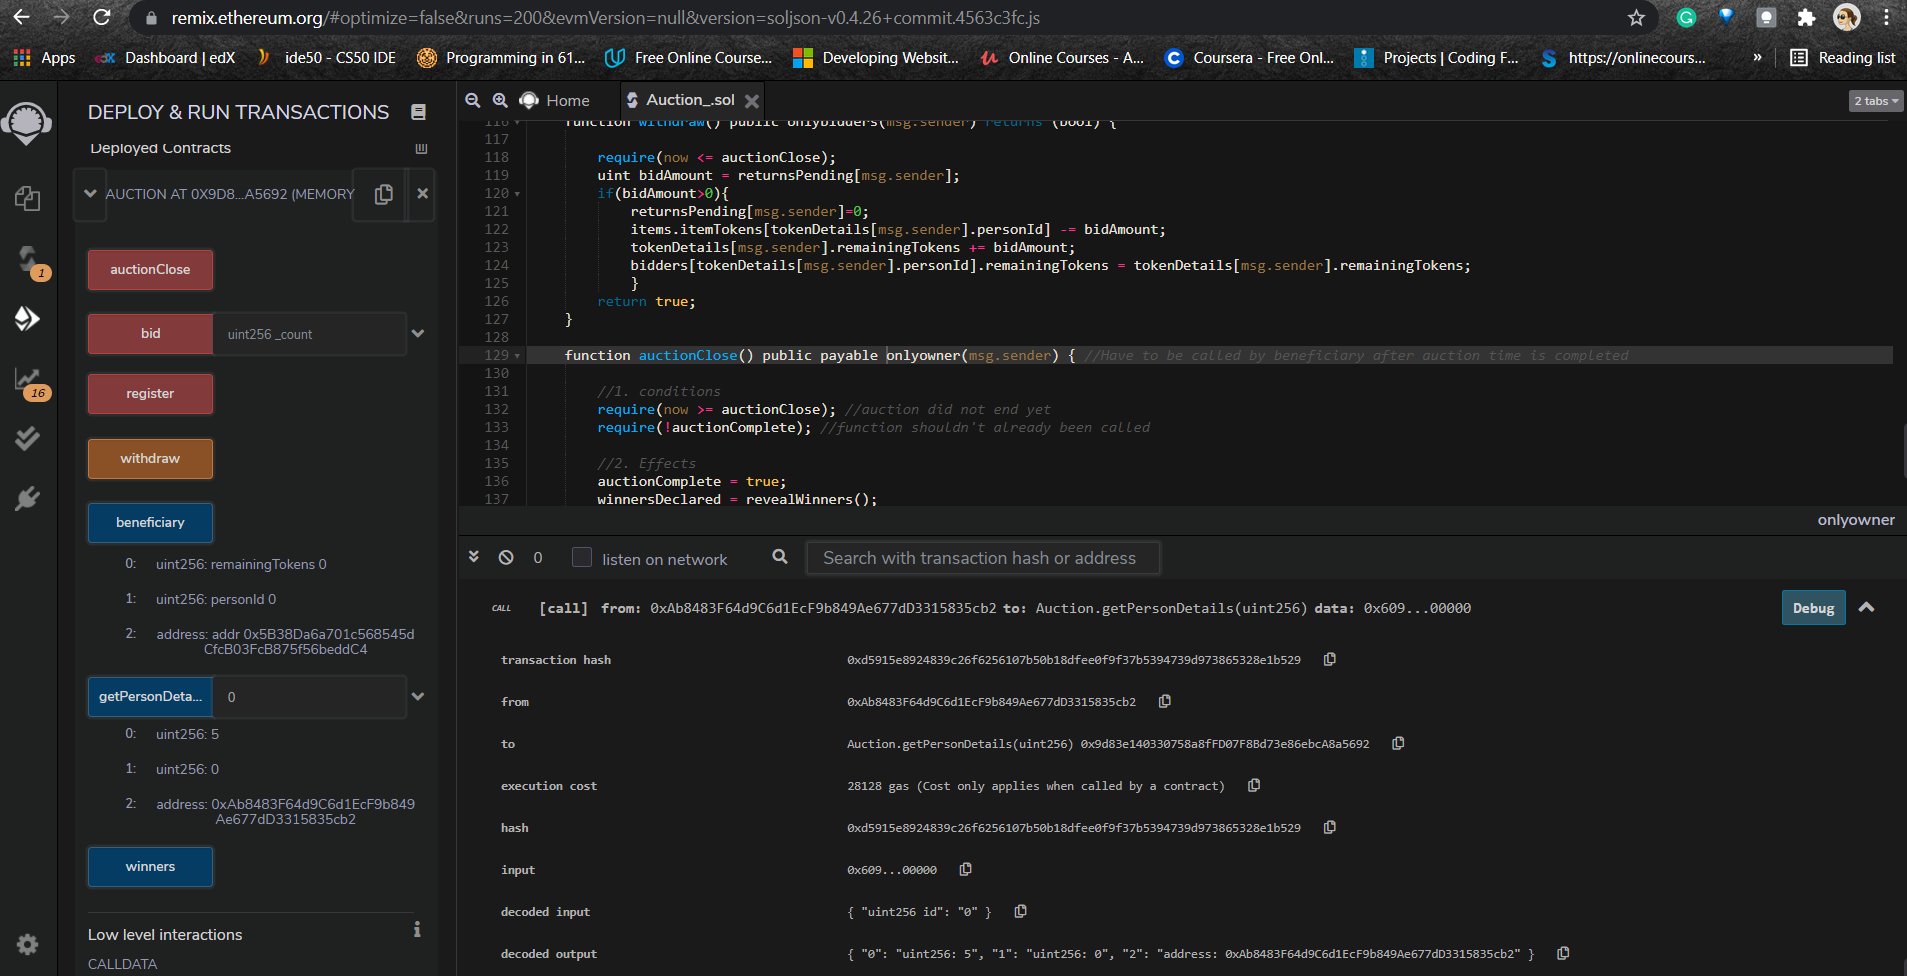 remix.ethereum.org/#optimize=false&runs=200&evmVersion=null&version=soljson-v0.4.26+commit.4563c3fc.js
Apps
edX Dashboard | edX
ide50 - CS50 IDE
Programming in 61...
Free Online Course...
Developing Websit...
Online Courses - A...
Coursera - Free Onl...
Projects | Coding F...
https://onlinecours...
»
Reading list
DEPLOY & RUN TRANSACTIONS
Home
Auction_.sol
2 tabs
Deployed Contracts
AUCTION AT 0X9D8...A5692 (MEMORY
auctionClose
bid
uint256 _count
register
withdraw
beneficiary
0: uint256: remainingTokens 0
1: uint256: personId 0
2: address: addr 0x5B38Da6a701c568545d
CfcB03FcB875f56beddC4
getPersonDeta...
0
0: uint256: 5
1: uint256: 0
2: address: 0xAb8483F64d9C6d1EcF9b849
Ae677dD3315835cb2
winners
Low level interactions
CALLDATA
1
16
116 function withdraw() public onlybidders(msg.sender) returns (bool) {
117
118 require(now <= auctionClose);
119 uint bidAmount = returnsPending[msg.sender];
120 if(bidAmount>0){
121 returnsPending[msg.sender]=0;
122 items.itemTokens[tokenDetails[msg.sender].personId] -= bidAmount;
123 tokenDetails[msg.sender].remainingTokens += bidAmount;
124 bidders[tokenDetails[msg.sender].personId].remainingTokens = tokenDetails[msg.sender].remainingTokens;
125 }
126 return true;
127 }
128
129 function auctionClose() public payable onlyowner(msg.sender) { //Have to be called by beneficiary after auction time is completed
130
131 //1. conditions
132 require(now >= auctionClose); //auction did not end yet
133 require(!auctionComplete); //function shouldn't already been called
134
135 //2. Effects
136 auctionComplete = true;
137 winnersDeclared = revealWinners();
onlyowner
0
listen on network
Search with transaction hash or address
CALL [call] from: 0xAb8483F64d9C6d1EcF9b849Ae677dD3315835cb2 to: Auction.getPersonDetails(uint256) data: 0x609...00000
Debug
transaction hash 0xd5915e8924839c26f6256107b50b18dfee0f9f37b5394739d973865328e1b529
from 0xAb8483F64d9C6d1EcF9b849Ae677dD3315835cb2
to Auction.getPersonDetails(uint256) 0x9d83e140330758a8fFD07F8Bd73e86ebcA8a5692
execution cost 28128 gas (Cost only applies when called by a contract)
hash 0xd5915e8924839c26f6256107b50b18dfee0f9f37b5394739d973865328e1b529
input 0x609...00000
decoded input { "uint256 id": "0" }
decoded output { "0": "uint256: 5", "1": "uint256: 0", "2": "address: 0xAb8483F64d9C6d1EcF9b849Ae677dD3315835cb2" }